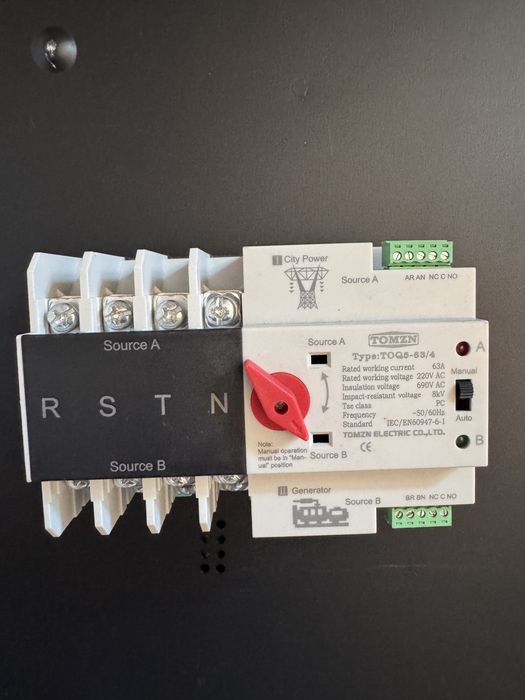 I City Power
Source A
AR AN NC C NO
Source A
R S T N
Source B
Source A
Source B
Note:
Manual operation
must be in "Man-
ual" position
TOMZN
Type:TOQ5-63/4
Rated working current 63A
Rated working voltage 220V AC
Insulation voltage 690V AC
Impact-resistant voltage 8kV
Tse class PC
Frequency ~50/60Hz
Standard IEC/EN60947-6-1
TOMZN ELECTRIC CO.,LTD.
CE
A
Manual
Auto
B
II Generator
Source B
BR BN NC C NO